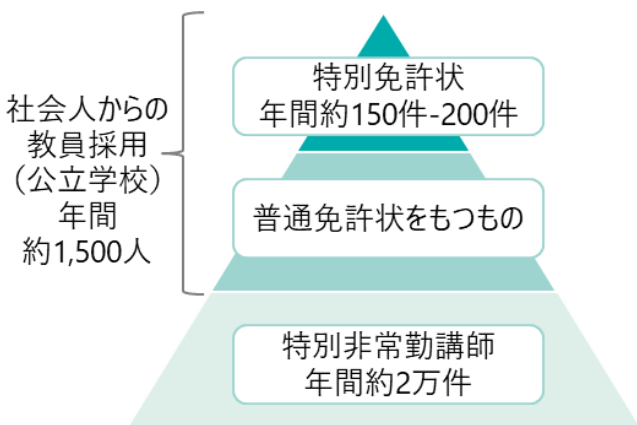 社会人からの
教員採用
（公立学校）
年間
約1,500人
特別免許状
年間約150件-200件
普通免許状をもつもの
特別非常勤講師
年間約2万件